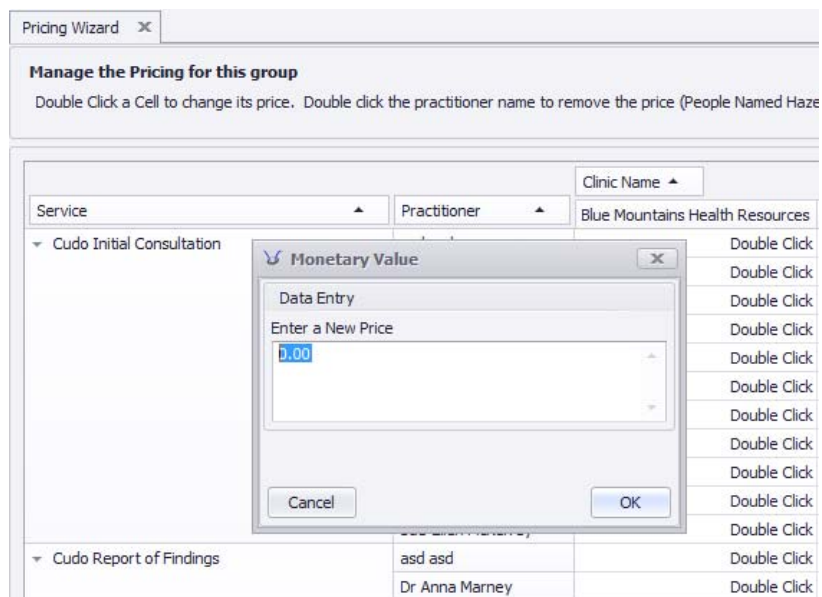 Pricing Wizard
Manage the Pricing for this group
Double Click a Cell to change its price. Double click the practitioner name to remove the price (People Named Haze
Clinic Name
Service Practitioner Blue Mountains Health Resources
Cudo Initial Consultation Double Click
Monetary Value
Double Click
Data Entry
Double Click
Enter a New Price
Double Click
0.00
Double Click
Double Click
Double Click
Double Click
Double Click
Cancel OK
Double Click
Double Click
Cudo Report of Findings asd asd Double Click
Dr Anna Marney Double Click